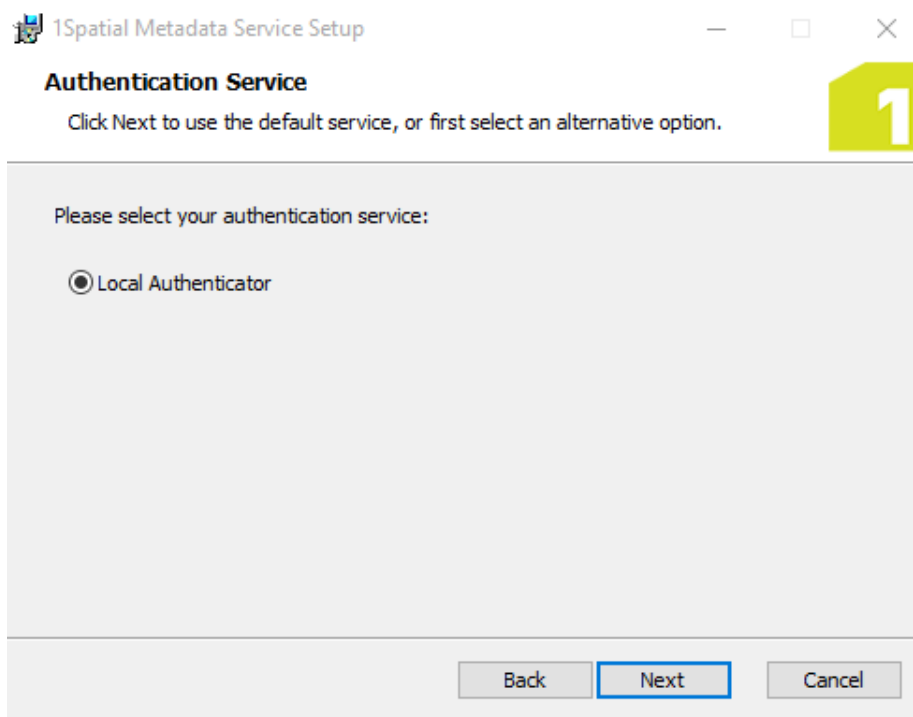 1Spatial Metadata Service Setup
Authentication Service
Click Next to use the default service, or first select an alternative option.
1
Please select your authentication service:
Local Authenticator
Back Next Cancel